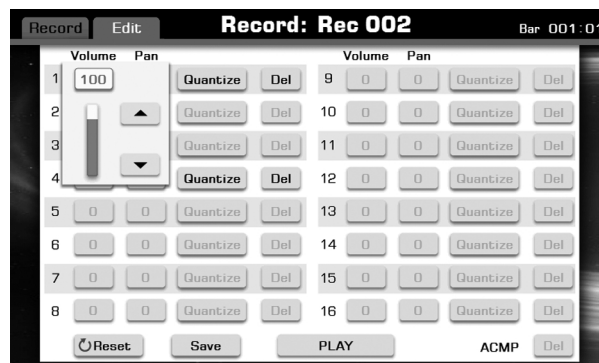 Record Edit Record: Rec 002 Bar 001:01
Volume Pan Volume Pan
1 100 Quantize Del 9 0 0 Quantize Del
2 Quantize Del 10 0 0 Quantize Del
3 Quantize Del 11 0 0 Quantize Del
4 Quantize Del 12 0 0 Quantize Del
5 0 0 Quantize Del 13 0 0 Quantize Del
6 0 0 Quantize Del 14 0 0 Quantize Del
7 0 0 Quantize Del 15 0 0 Quantize Del
8 0 0 Quantize Del 16 0 0 Quantize Del
Reset Save PLAY ACMP Del